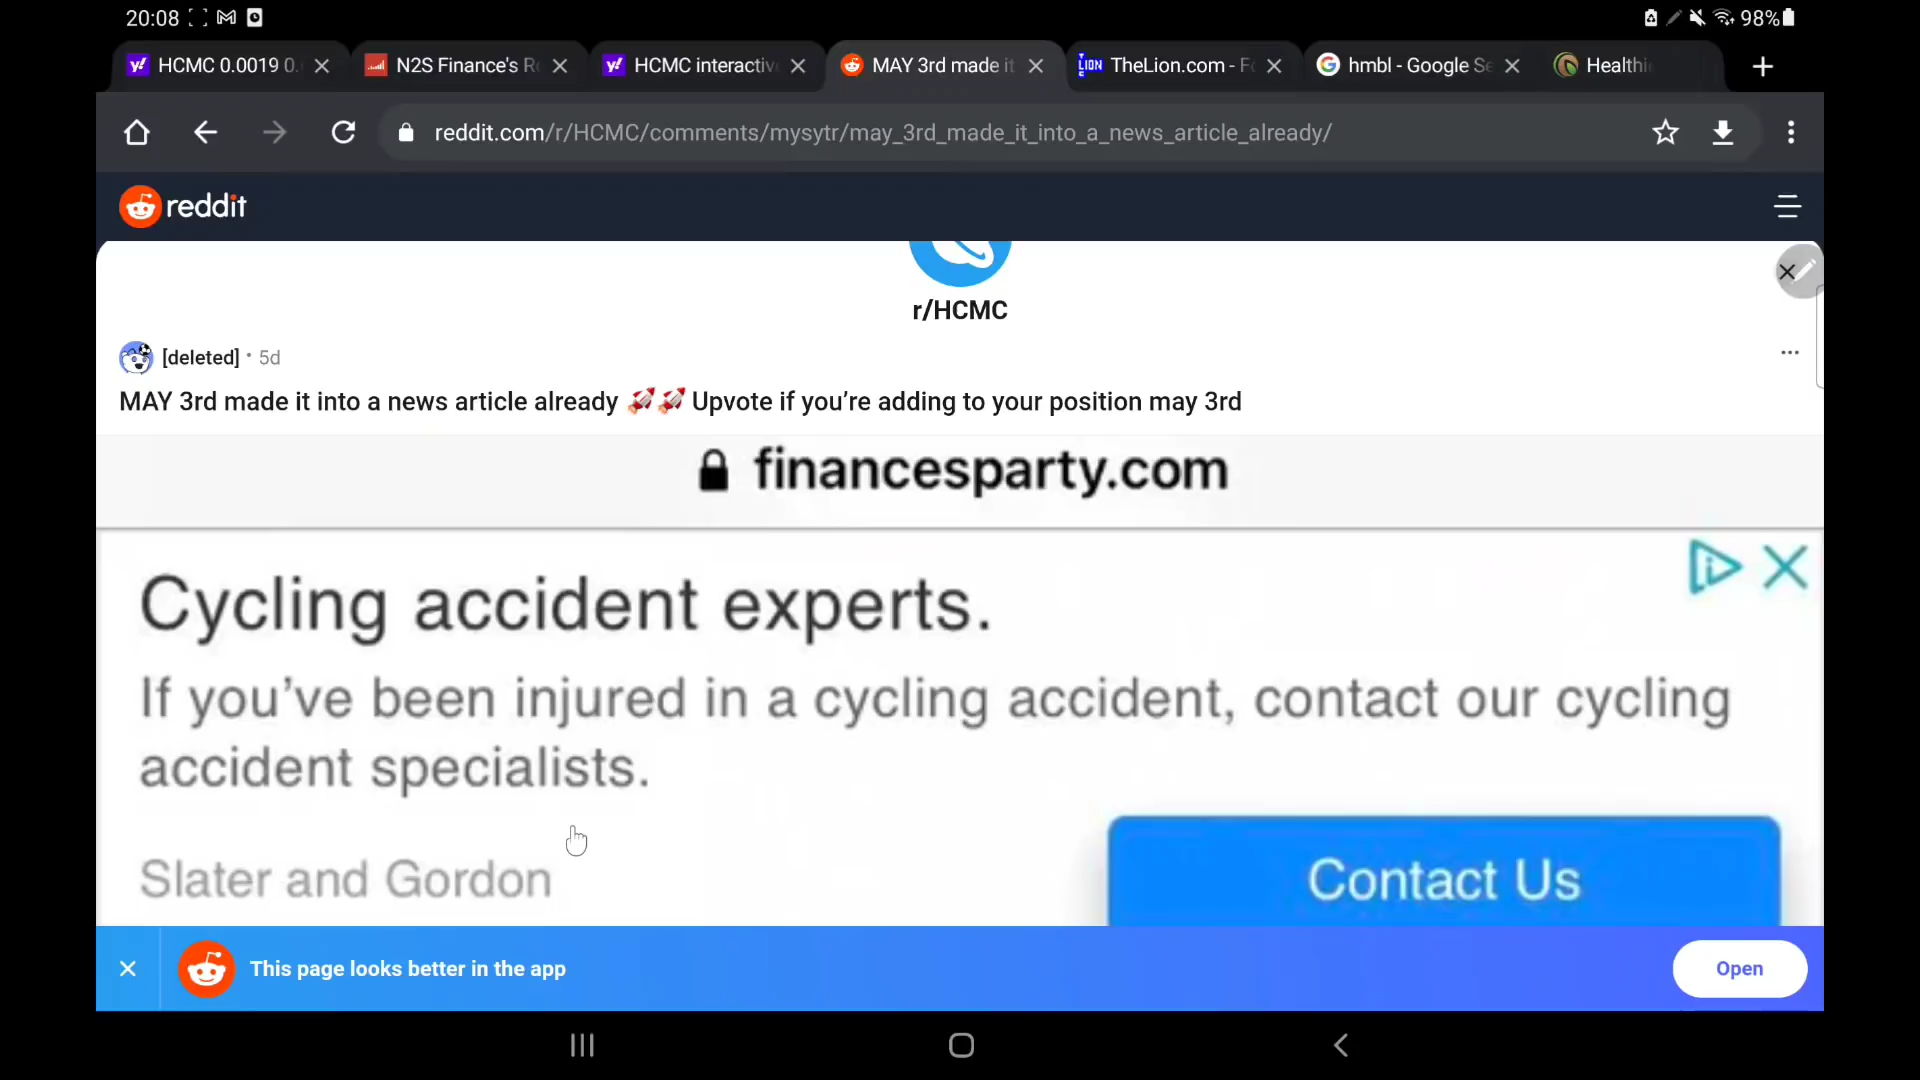 20:08
98%
HCMC 0.0019 0.
N2S Finance's R
HCMC interactiv
MAY 3rd made it
TheLion.com - F
hmbl - Google Se
Healthi
reddit.com/r/HCMC/comments/mysytr/may_3rd_made_it_into_a_news_article_already/
reddit
r/HCMC
[deleted] • 5d
MAY 3rd made it into a news article already 🚀🚀 Upvote if you’re adding to your position may 3rd
financesparty.com
Cycling accident experts.
If you’ve been injured in a cycling accident, contact our cycling
accident specialists.
Slater and Gordon
Contact Us
This page looks better in the app
Open